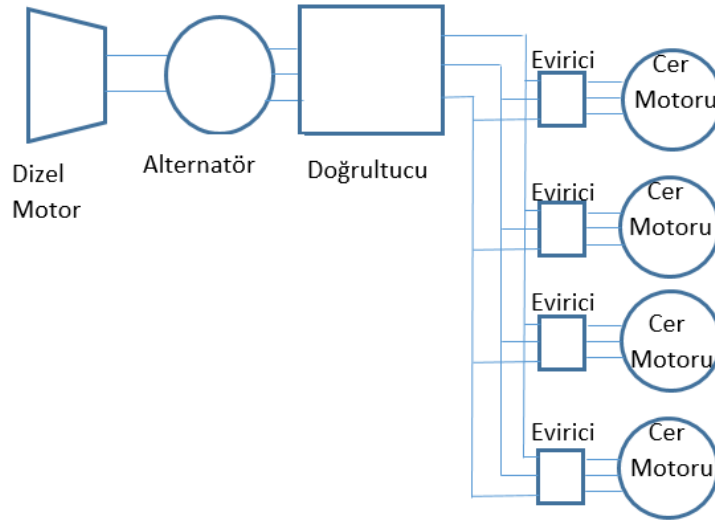 Dizel
Motor
Alternatör
Doğrultucu
Evirici
Cer
Motoru
Evirici
Cer
Motoru
Evirici
Cer
Motoru
Evirici
Cer
Motoru